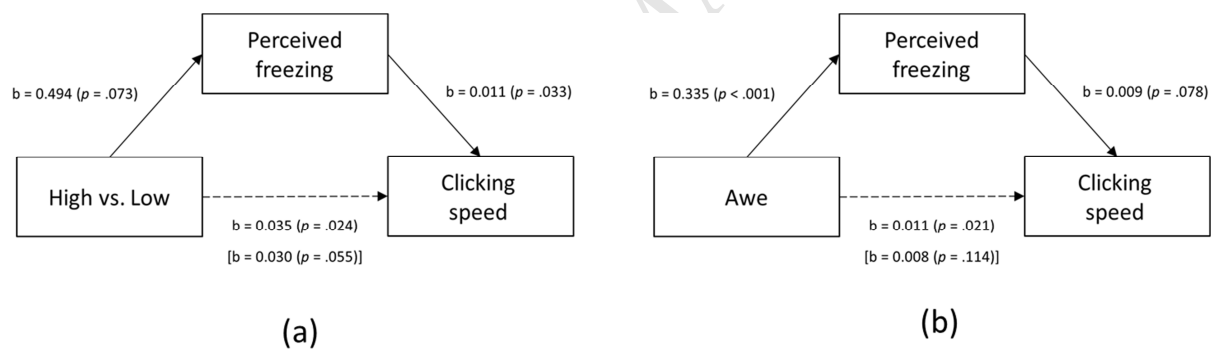 Perceived
freezing
b = 0.494 (p = .073)
b = 0.011 (p = .033)
High vs. Low
Clicking
speed
b = 0.035 (p = .024)
[b = 0.030 (p = .055)]
(a)
Perceived
freezing
b = 0.335 (p < .001)
b = 0.009 (p = .078)
Awe
Clicking
speed
b = 0.011 (p = .021)
[b = 0.008 (p = .114)]
(b)